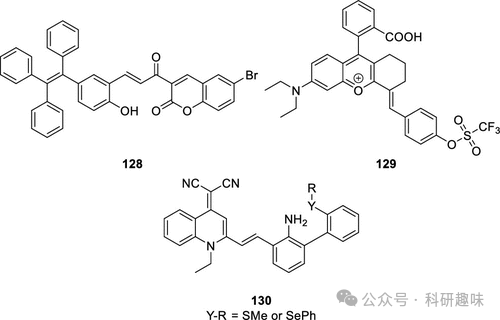 COOH
O
Br
N
O
⊕
OH
O
O
CF3
O
S
O
O
128
129
NC
CN
R
Y
NH2
N
130
Y-R = SMe or SePh
公众号 · 科研趣味